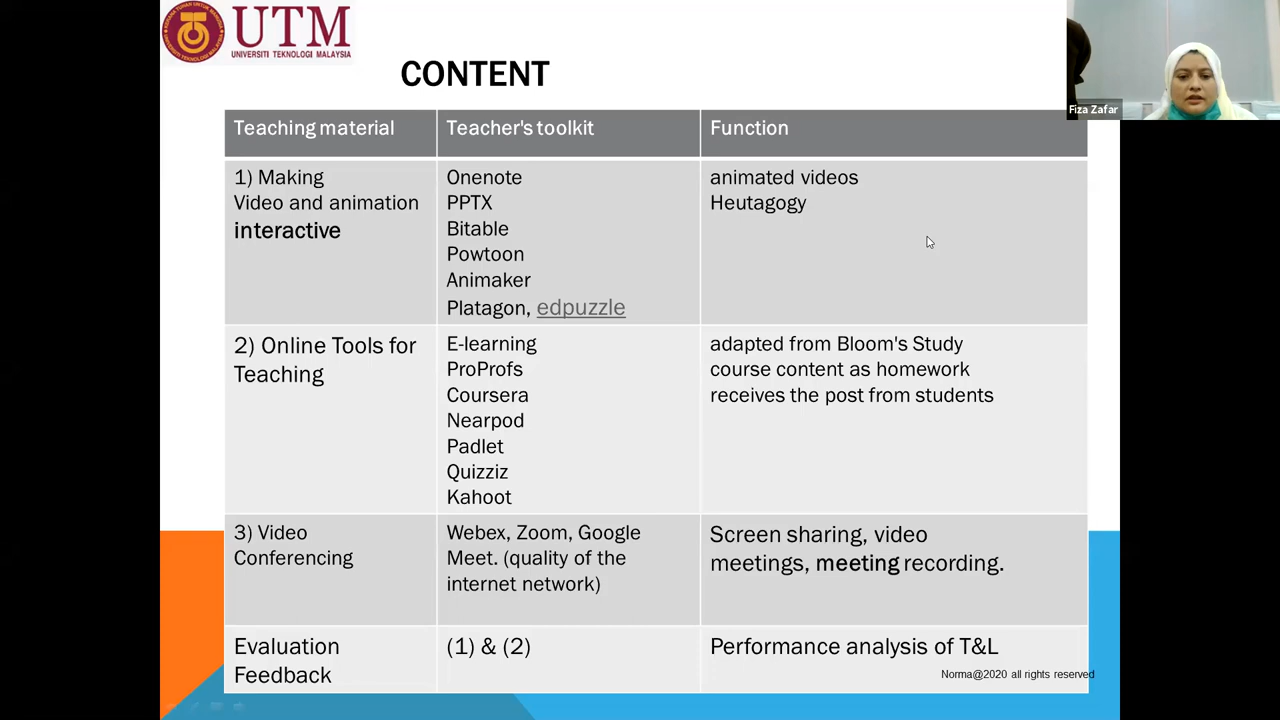 UTM
UNIVERSITI TEKNOLOGI MALAYSIA
CONTENT
Fiza Zafar
Teaching material
Teacher's toolkit
Function
1) Making
Video and animation
interactive
Onenote
PPTX
Bitable
Powtoon
Animaker
Platagon, edpuzzle
animated videos
Heutagogy
2) Online Tools for
Teaching
E-learning
ProProfs
Coursera
Nearpod
Padlet
Quizziz
Kahoot
adapted from Bloom's Study
course content as homework
receives the post from students
3) Video
Conferencing
Webex, Zoom, Google
Meet. (quality of the
internet network)
Screen sharing, video
meetings, meeting recording.
Evaluation
Feedback
(1) & (2)
Performance analysis of T&L
Norma@2020 all rights reserved